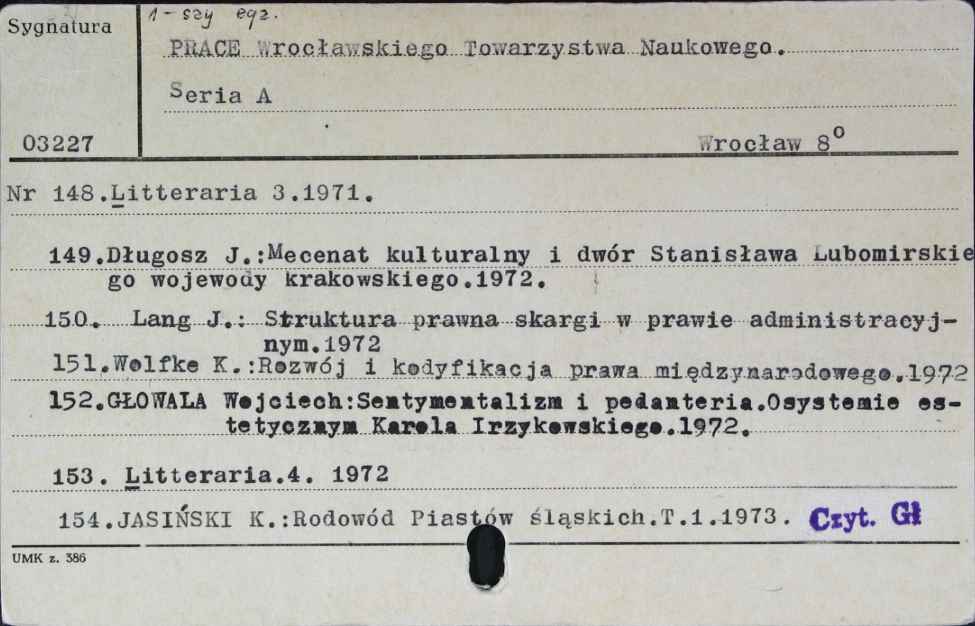 1-szy egz.
Sygnatura
PRACE Wrocławskiego Towarzystwa Naukowego.
Seria A
03227
Wrocław 8°
Nr 148.Litteraria 3.1971.
149.Długosz J.:Mecenat kulturalny i dwór Stanisława Lubomirskie
go wojewody krakowskiego.1972.
150. Lang J.: Struktura prawna skargi w prawie administracyj-
nym.1972
151.Wolfke K.:Rozwój i kodyfikacja prawa międzynarodowego.1972
152.GŁOWALA Wojciech:Sentymentalizm i pedanteria.Osystemie es-
tetycznym Karola Irzykowskiego.1972.
153. Litteraria.4. 1972
154.JASIŃSKI K.:Rodowód Piastów śląskich.T.1.1973. Czyt. Gł
UMK z. 386